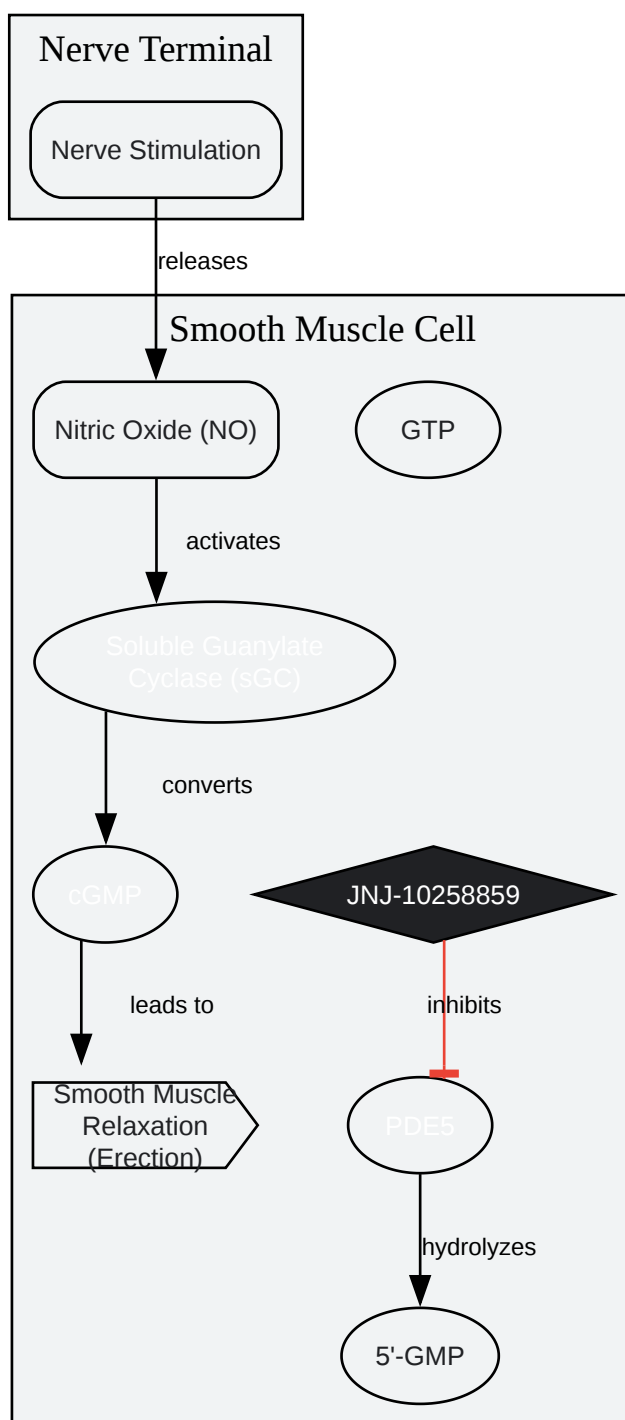 Nerve Terminal
Nerve Stimulation
releases
Smooth Muscle Cell
Nitric Oxide (NO)
GTP
activates
Soluble Guanylate
Cyclase (sGC)
converts
cGMP
JNJ-10258859
leads to
inhibits
Smooth Muscle
Relaxation
(Erection)
PDE5
hydrolyzes
5'-GMP